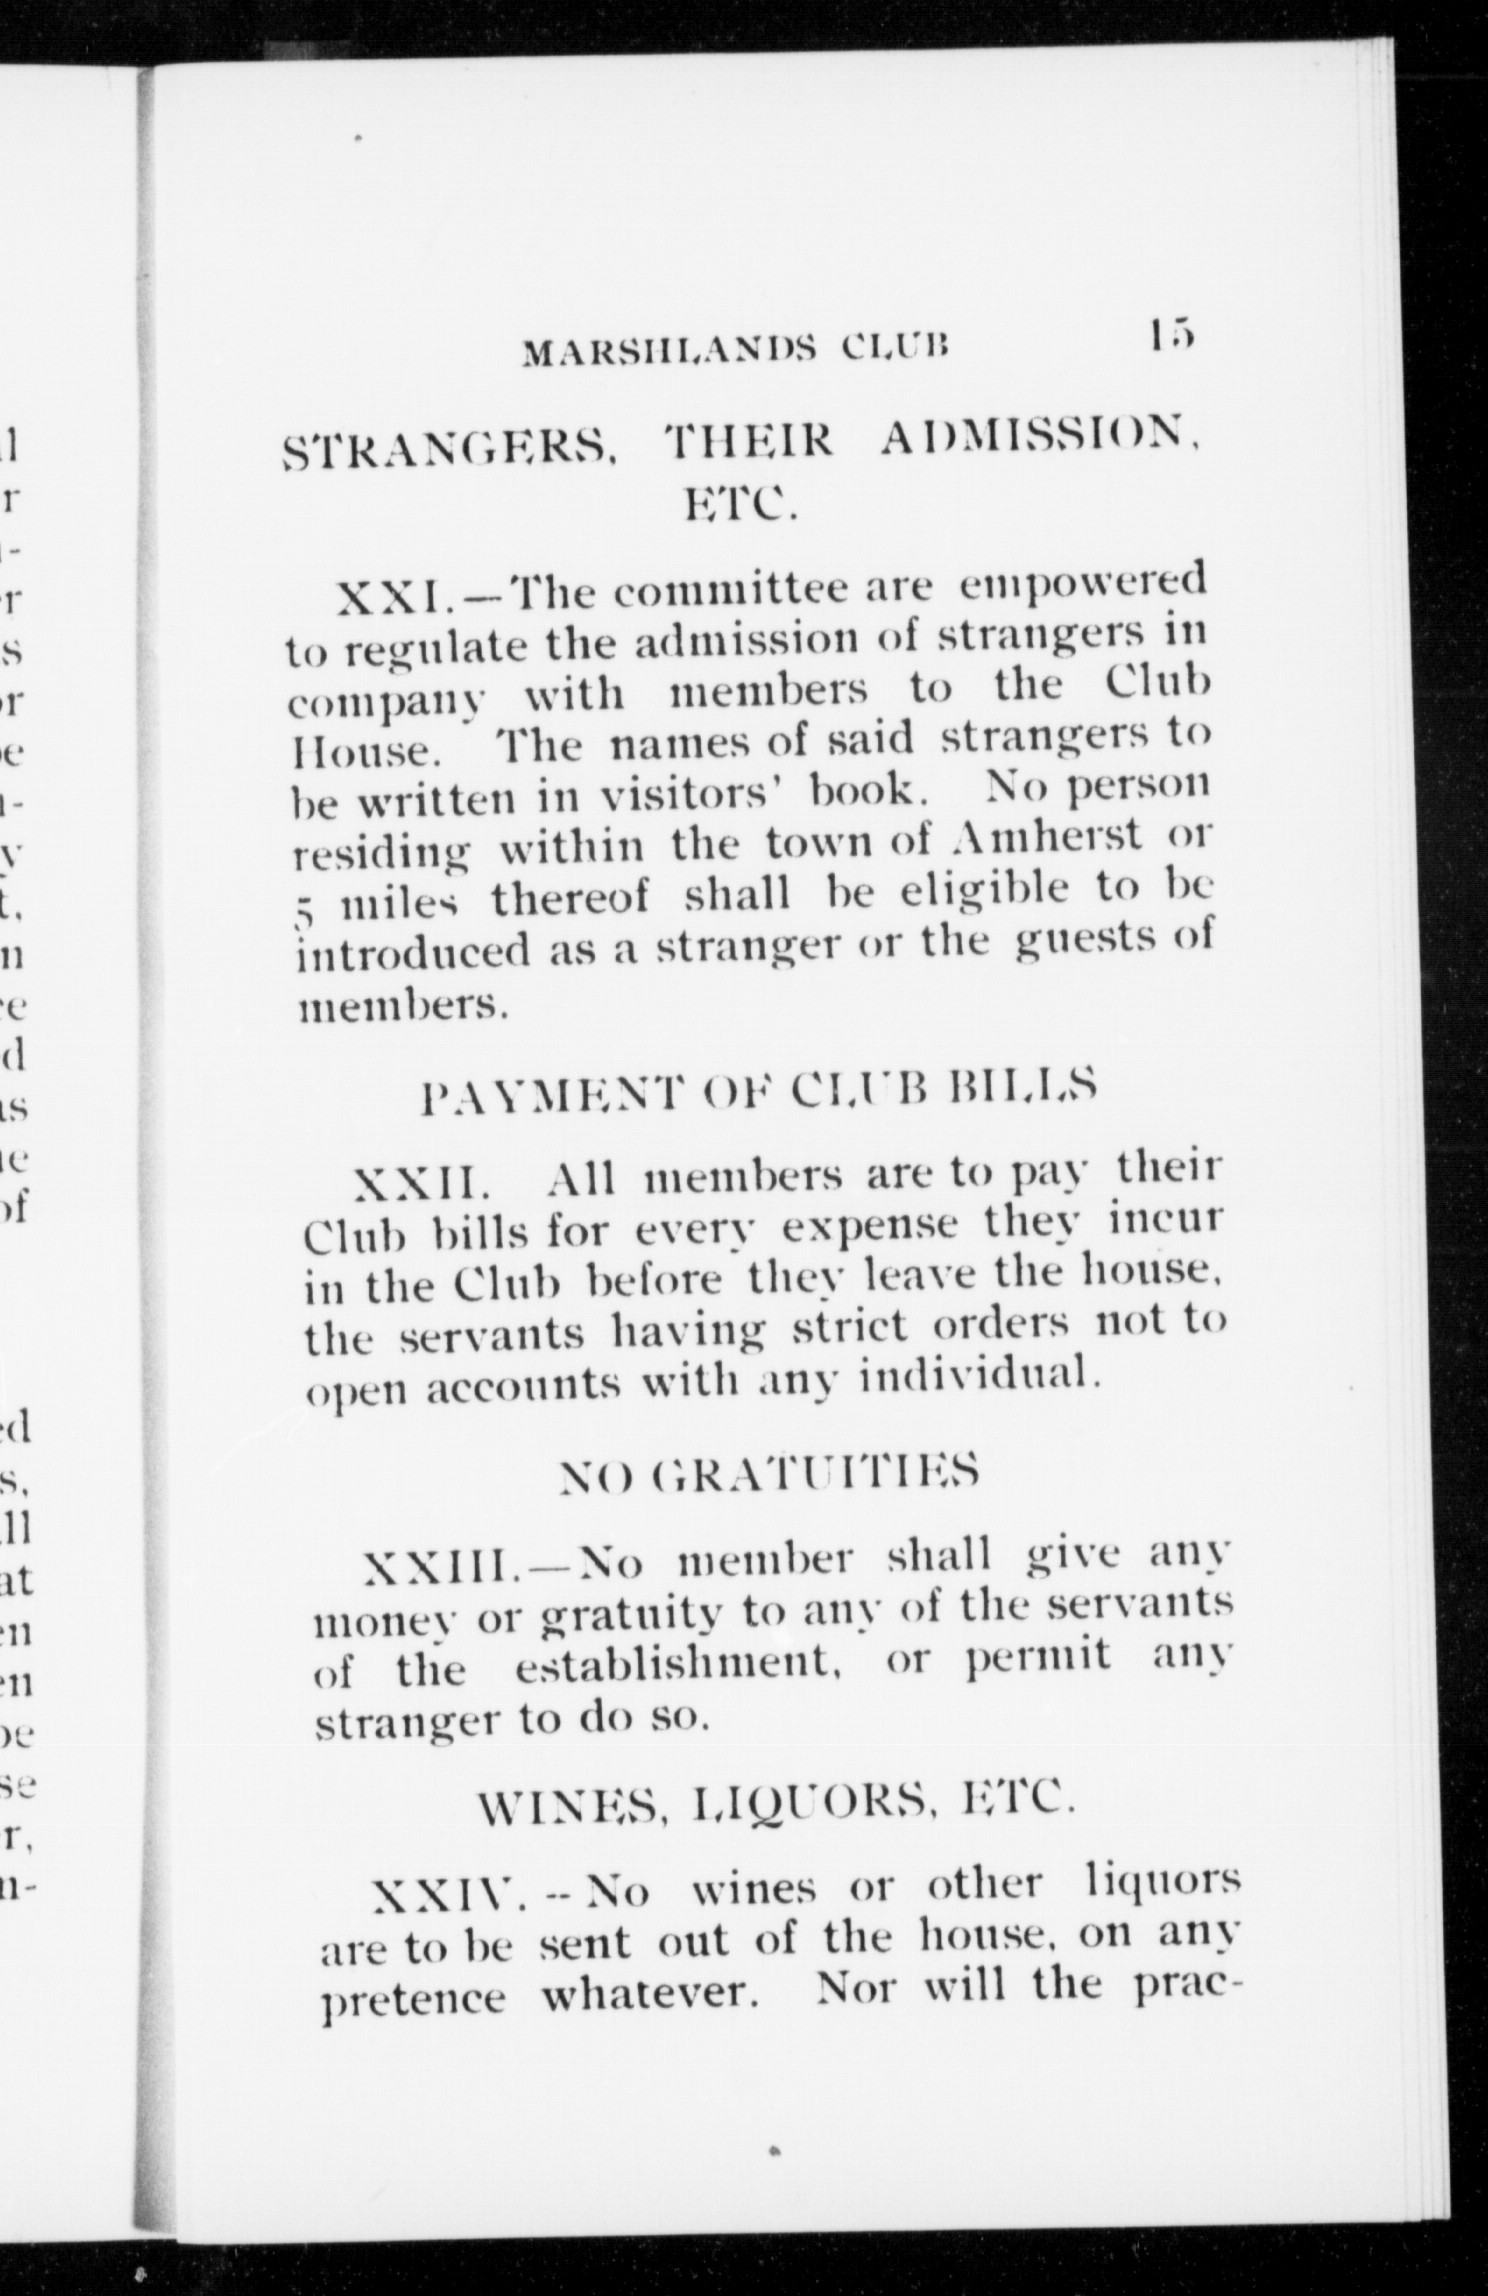 MARSHLANDS CLUB 15
STRANGERS, THEIR ADMISSION,
ETC.
XXI.—The committee are empowered
to regulate the admission of strangers in
company with members to the Club
House. The names of said strangers to
be written in visitors' book. No person
residing within the town of Amherst or
5 miles thereof shall be eligible to be
introduced as a stranger or the guests of
members.
PAYMENT OF CLUB BILLS
XXII. All members are to pay their
Club bills for every expense they incur
in the Club before they leave the house,
the servants having strict orders not to
open accounts with any individual.
NO GRATUITIES
XXIII.—No member shall give any
money or gratuity to any of the servants
of the establishment, or permit any
stranger to do so.
WINES, LIQUORS, ETC.
XXIV. -- No wines or other liquors
are to be sent out of the house, on any
pretence whatever. Nor will the prac-